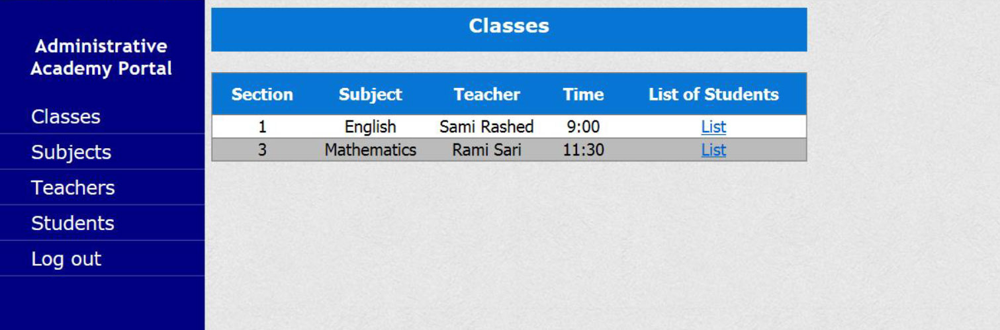 Administrative
Academy Portal
Classes
Subjects
Teachers
Students
Log out
Classes
Section Subject Teacher Time List of Students
1 English Sami Rashed 9:00 List
3 Mathematics Rami Sari 11:30 List